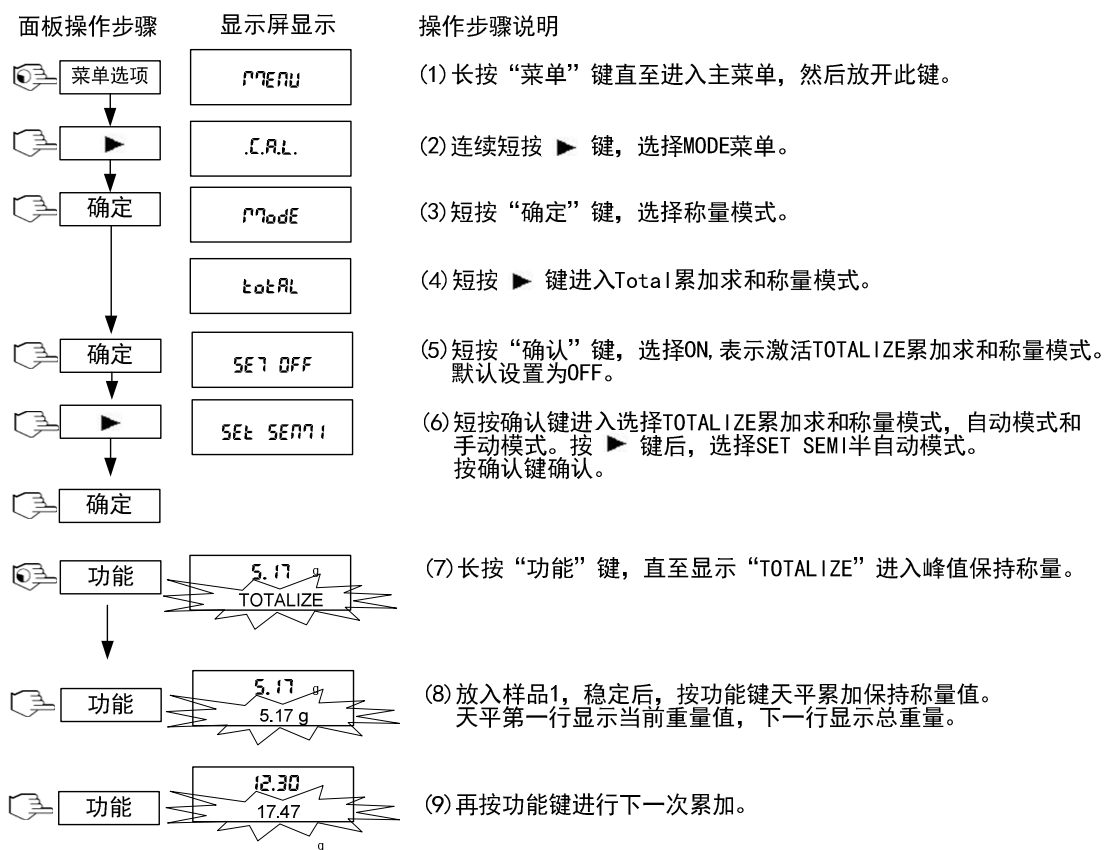 面板操作步骤 显示屏显示 操作步骤说明
菜单选项 MENU (1)长按“菜单”键直至进入主菜单，然后放开此键。
▶ .C.A.L. (2)连续短按 ▶ 键，选择MODE菜单。
确定 ModE (3)短按“确定”键，选择称量模式。
totAL (4)短按 ▶ 键进入Total累加求和称量模式。
确定 SET OFF (5)短按“确认”键，选择ON,表示激活TOTALIZE累加求和称量模式。
默认设置为OFF。
▶ SEt SEMI (6)短按确认键进入选择TOTALIZE累加求和称量模式，自动模式和
手动模式。按 ▶ 键后，选择SET SEMI半自动模式。
按确认键确认。
确定
功能 5.17 g (7)长按“功能”键，直至显示“TOTALIZE”进入峰值保持称量。
TOTALIZE
功能 5.17 g (8)放入样品1，稳定后，按功能键天平累加保持称量值。
5.17 g 天平第一行显示当前重量值，下一行显示总重量。
12.30
功能 17.47 (9)再按功能键进行下一次累加。
g